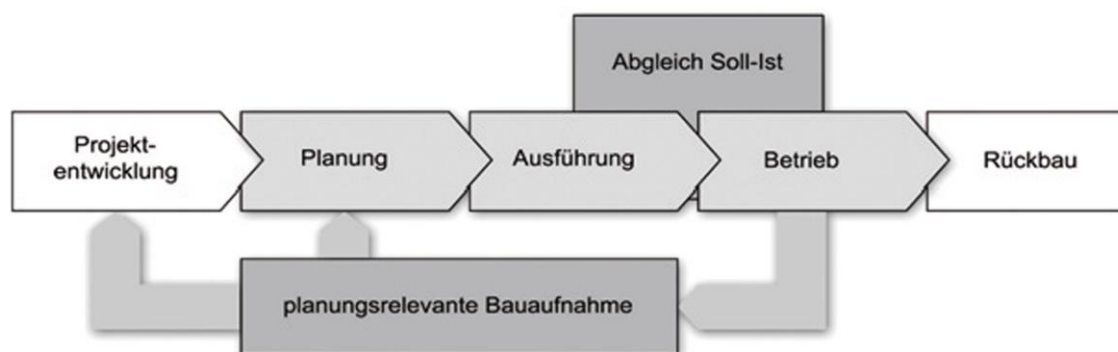 Abgleich Soll-Ist
Projekt-
entwicklung
Planung
Ausführung
Betrieb
Rückbau
planungsrelevante Bauaufnahme